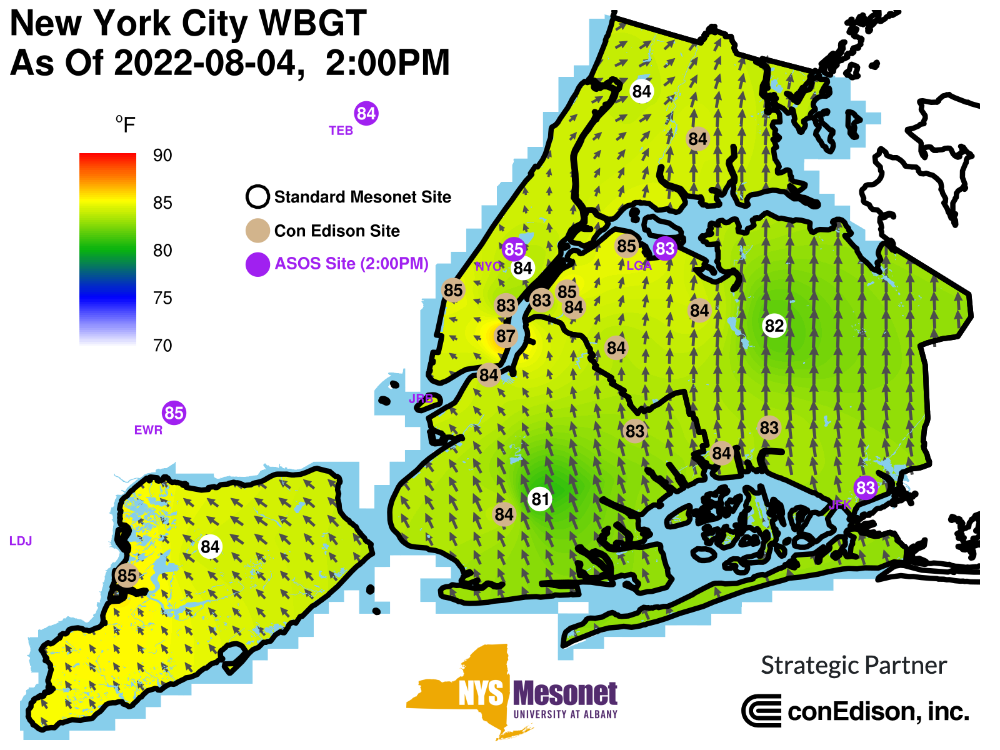 New York City WBGT
As Of 2022-08-04, 2:00PM
°F
90
85
80
75
70
Standard Mesonet Site
Con Edison Site
ASOS Site (2:00PM)
84
TEB
84
84
85
NYC
84
85
83
LGA
85
83
83
85
84
84
82
87
84
84
JRB
85
EWR
83
83
84
81
84
83
JFK
LDJ
84
85
NYS Mesonet
UNIVERSITY AT ALBANY
Strategic Partner
conEdison, inc.